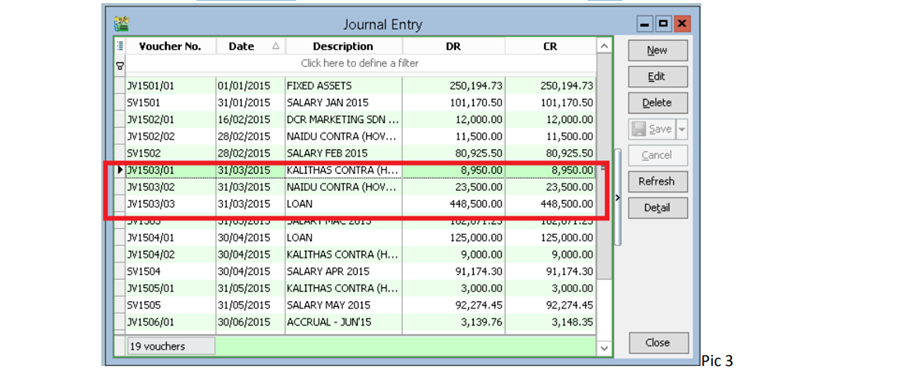 Journal Entry
Voucher No. Date Description DR CR
Click here to define a filter
JV1501/01 01/01/2015 FIXED ASSETS 250,194.73 250,194.73
SV1501 31/01/2015 SALARY JAN 2015 101,170.50 101,170.50
JV1502/01 16/02/2015 DCR MARKETING SDN ... 12,000.00 12,000.00
JV1502/02 28/02/2015 NAIDU CONTRA (HOV... 11,500.00 11,500.00
SV1502 28/02/2015 SALARY FEB 2015 80,925.50 80,925.50
JV1503/01 31/03/2015 KALITHAS CONTRA (H... 8,950.00 8,950.00
JV1503/02 31/03/2015 NAIDU CONTRA (HOV... 23,500.00 23,500.00
JV1503/03 31/03/2015 LOAN 448,500.00 448,500.00
SV1503 31/03/2015 SALARY MAC 2015 102,071.25 102,071.25
JV1504/01 30/04/2015 LOAN 125,000.00 125,000.00
JV1504/02 30/04/2015 KALITHAS CONTRA (H... 9,000.00 9,000.00
SV1504 30/04/2015 SALARY APR 2015 91,174.30 91,174.30
JV1505/01 31/05/2015 KALITHAS CONTRA (H... 3,000.00 3,000.00
SV1505 31/05/2015 SALARY MAY 2015 92,274.45 92,274.45
JV1506/01 30/06/2015 ACCRUAL - JUN'15 3,139.76 3,148.35
19 vouchers
New
Edit
Delete
Save
Cancel
Refresh
Detail
Close
Pic 3